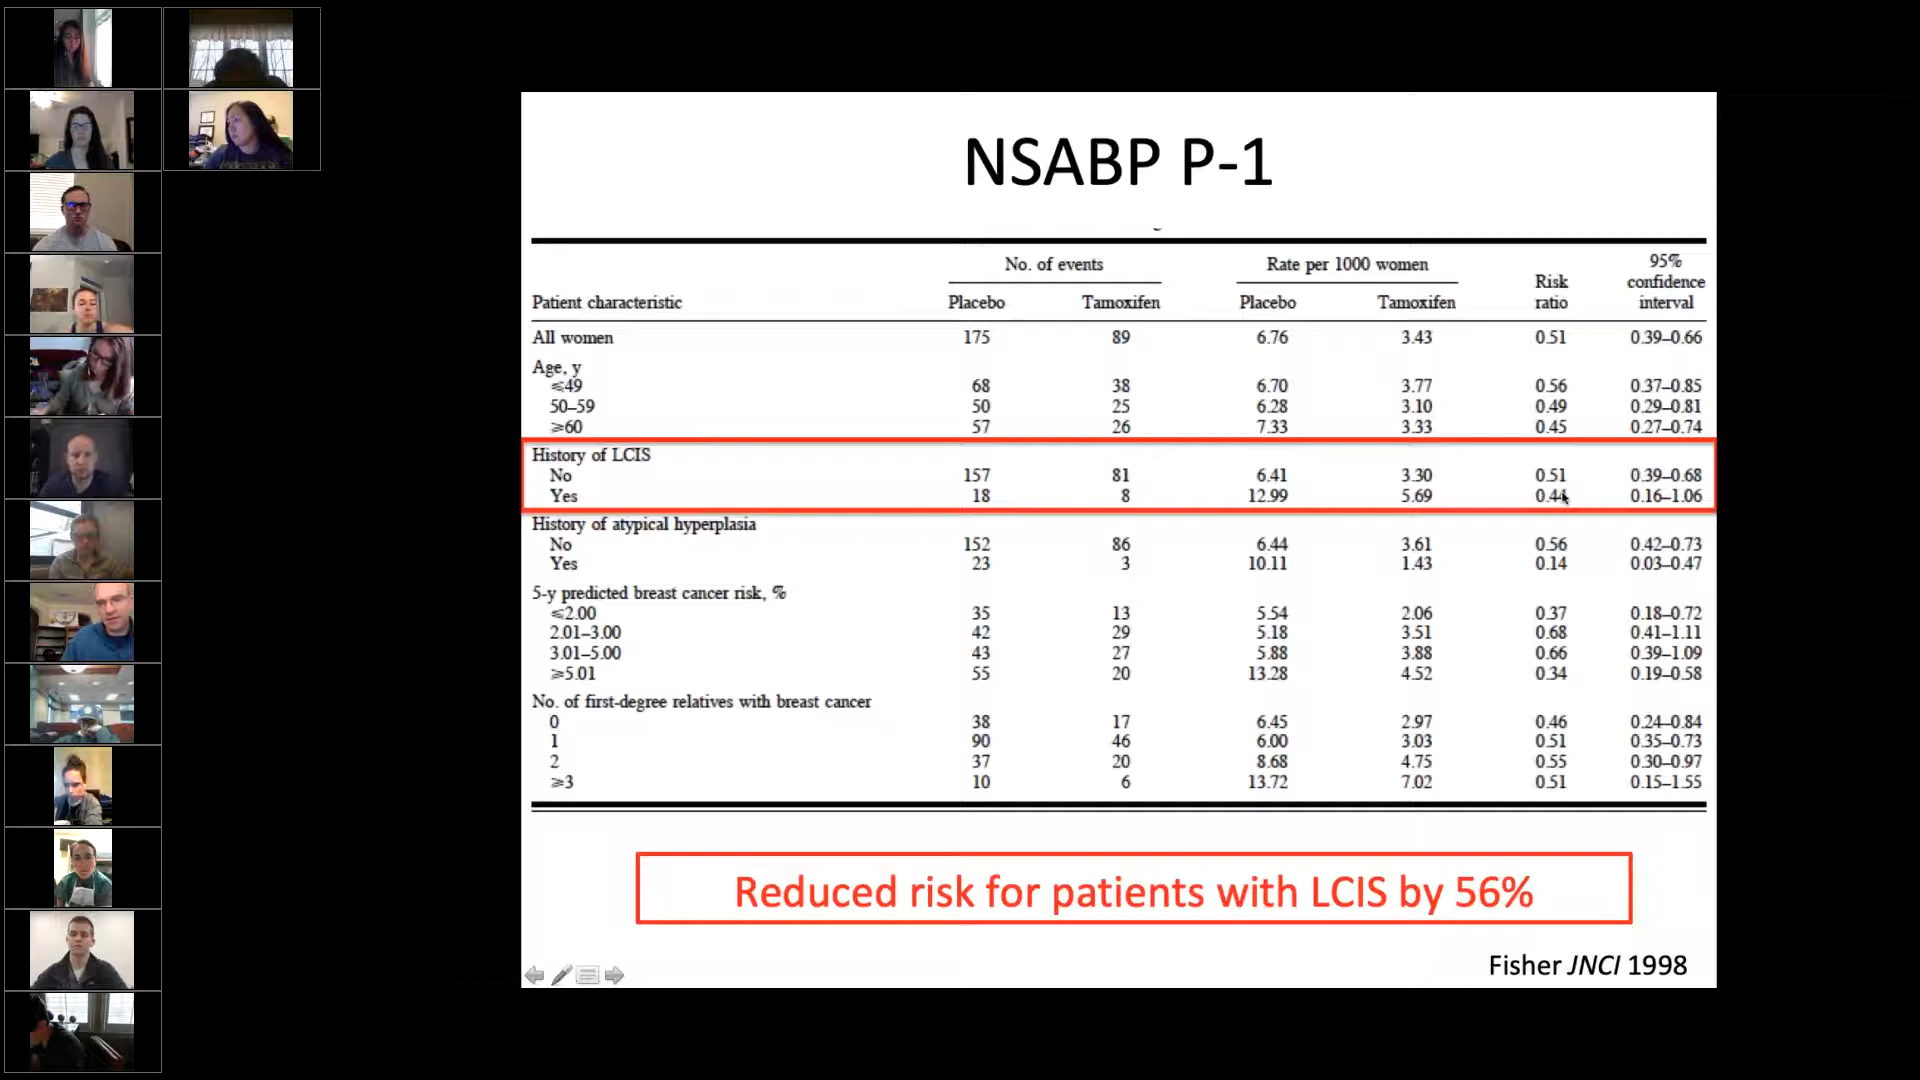 NSABP P-1
No. of events Rate per 1000 women 95%
Risk confidence
Patient characteristic Placebo Tamoxifen Placebo Tamoxifen ratio interval
All women 175 89 6.76 3.43 0.51 0.39–0.66
Age, y
≤49 68 38 6.70 3.77 0.56 0.37–0.85
50–59 50 25 6.28 3.10 0.49 0.29–0.81
≥60 57 26 7.33 3.33 0.45 0.27–0.74
History of LCIS
No 157 81 6.41 3.30 0.51 0.39–0.68
Yes 18 8 12.99 5.69 0.44 0.16–1.06
History of atypical hyperplasia
No 152 86 6.44 3.61 0.56 0.42–0.73
Yes 23 3 10.11 1.43 0.14 0.03–0.47
5-y predicted breast cancer risk, %
≤2.00 35 13 5.54 2.06 0.37 0.18–0.72
2.01–3.00 42 29 5.18 3.51 0.68 0.41–1.11
3.01–5.00 43 27 5.88 3.88 0.66 0.39–1.09
≥5.01 55 20 13.28 4.52 0.34 0.19–0.58
No. of first-degree relatives with breast cancer
0 38 17 6.45 2.97 0.46 0.24–0.84
1 90 46 6.00 3.03 0.51 0.35–0.73
2 37 20 8.68 4.75 0.55 0.30–0.97
≥3 10 6 13.72 7.02 0.51 0.15–1.55
Reduced risk for patients with LCIS by 56%
Fisher JNCI 1998